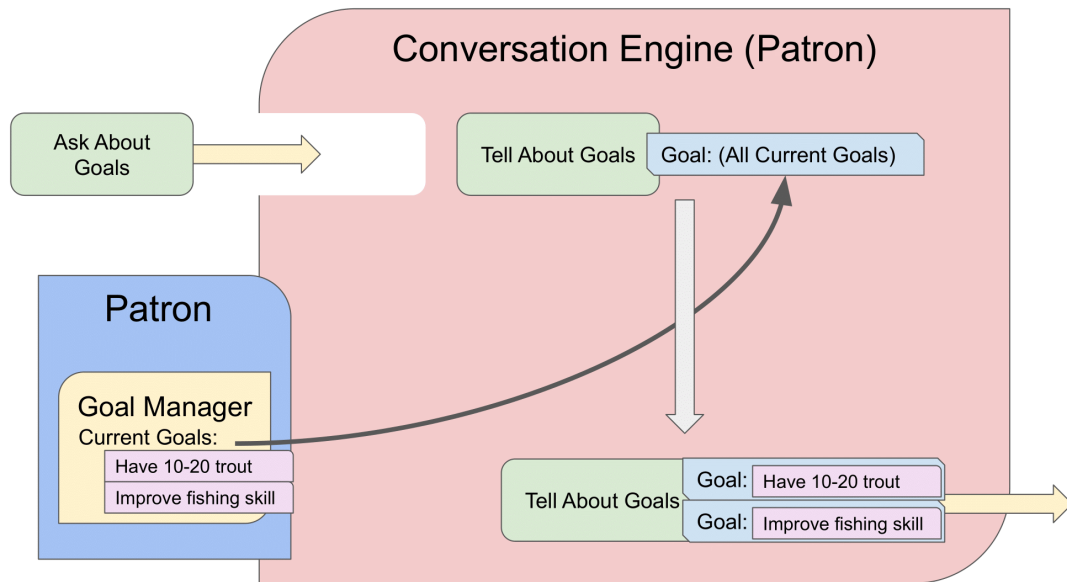 Conversation Engine (Patron)
Ask About
Goals
Tell About Goals
Goal: (All Current Goals)
Patron
Goal Manager
Current Goals:
Have 10-20 trout
Improve fishing skill
Tell About Goals
Goal: Have 10-20 trout
Goal: Improve fishing skill